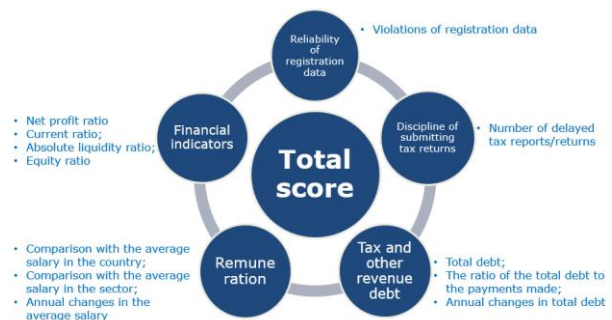 Reliability
of
registration
data
• Violations of registration data
Discipline of
submitting
tax returns
• Number of delayed
tax reports/returns
Tax and
other
revenue
debt
• Total debt;
• The ratio of the total debt to
the payments made;
• Annual changes in total debt
Remune
ration
• Comparison with the average
salary in the country;
• Comparison with the average
salary in the sector;
• Annual changes in the
average salary
Financial
indicators
• Net profit ratio
• Current ratio;
• Absolute liquidity ratio;
• Equity ratio
Total
score